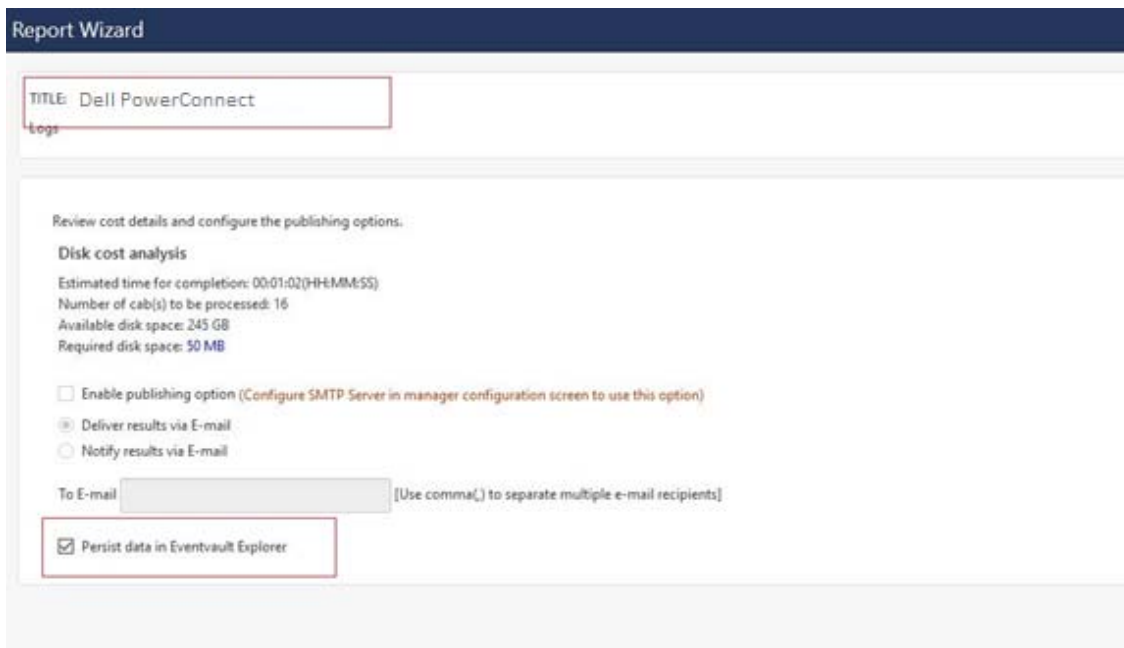 Report Wizard
TITLE: Dell PowerConnect
Logs
Review cost details and configure the publishing options.
Disk cost analysis
Estimated time for completion: 00:01:02(HH:MM:SS)
Number of cab(s) to be processed: 16
Available disk space: 245 GB
Required disk space: 50 MB
Enable publishing option (Configure SMTP Server in manager configuration screen to use this option)
Deliver results via E-mail
Notify results via E-mail
To E-mail [Use comma(,) to separate multiple e-mail recipients]
Persist data in Eventvault Explorer